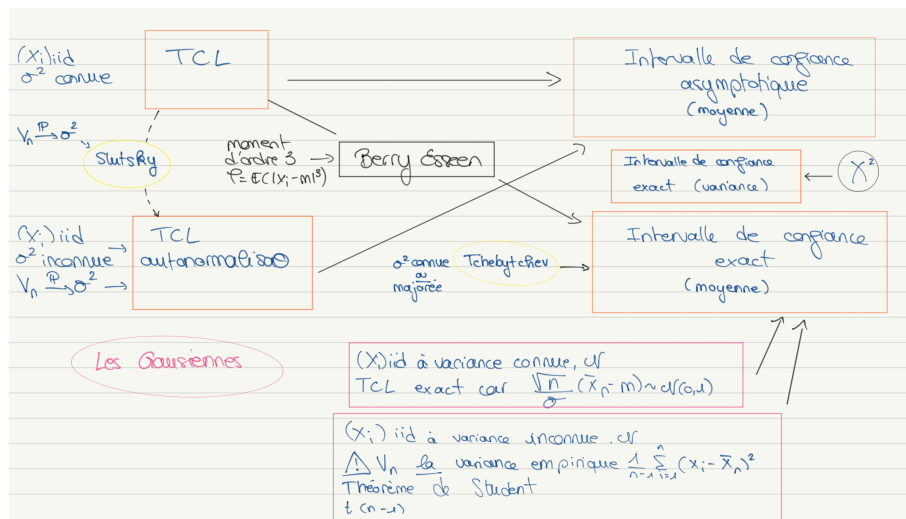 (Xi) iid
σ² connue
TCL
Intervalle de confiance
asymptotique
(moyenne)
Vn →ᴾ σ²
Slutsky
moment
d'ordre 3
ρ = E(|Xi-m|³)
Berry Esseen
Intervalle de confiance
exact (variance)
X²
(Xi) iid
σ² inconnue
Vn →ᴾ σ²
TCL
autonormalisé
σ² connue
ou
majorée
Tchebytchev
Intervalle de confiance
exact
(moyenne)
Les Gausiennes
(Xi) iid à variance connue, N
TCL exact car √n/σ (X̄n - m) ~ N(0,1)
(Xi) iid à variance inconnue. N
⚠ Vn la variance empirique 1/(n-1) Σ_{i=1}^{n} (xi - X̄n)²
Théorème de Student
t (n-1)